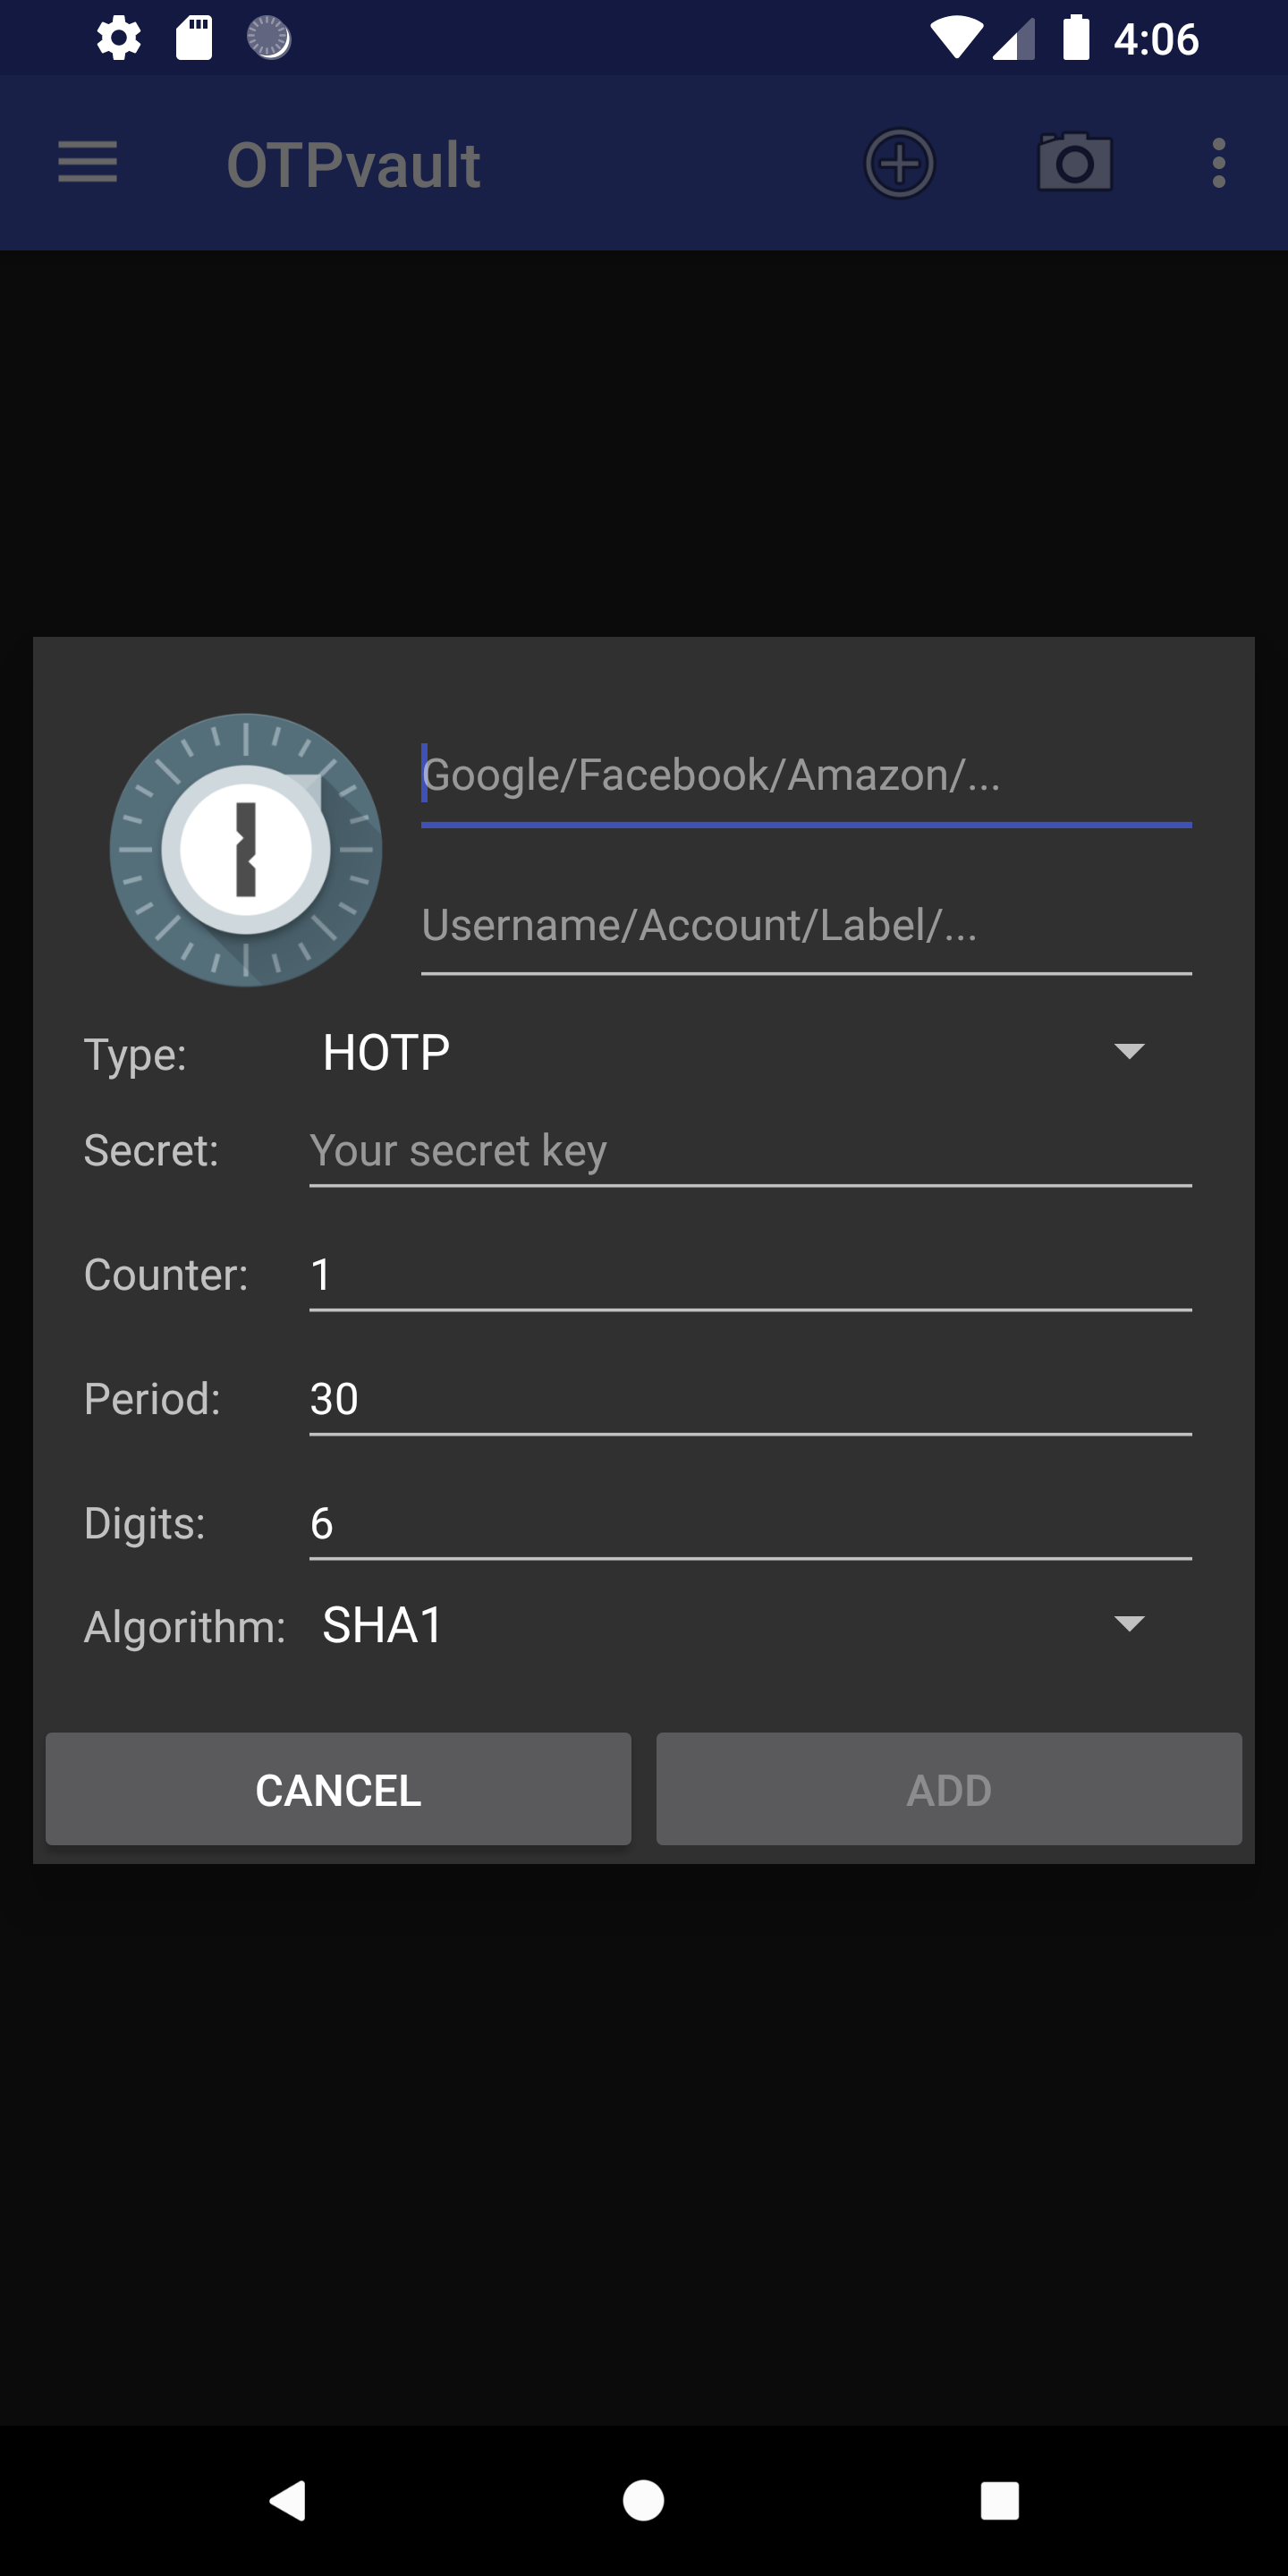 4:06
OTPvault
Google/Facebook/Amazon/...
Username/Account/Label/...
Type: HOTP
Secret: Your secret key
Counter: 1
Period: 30
Digits: 6
Algorithm: SHA1
CANCEL ADD